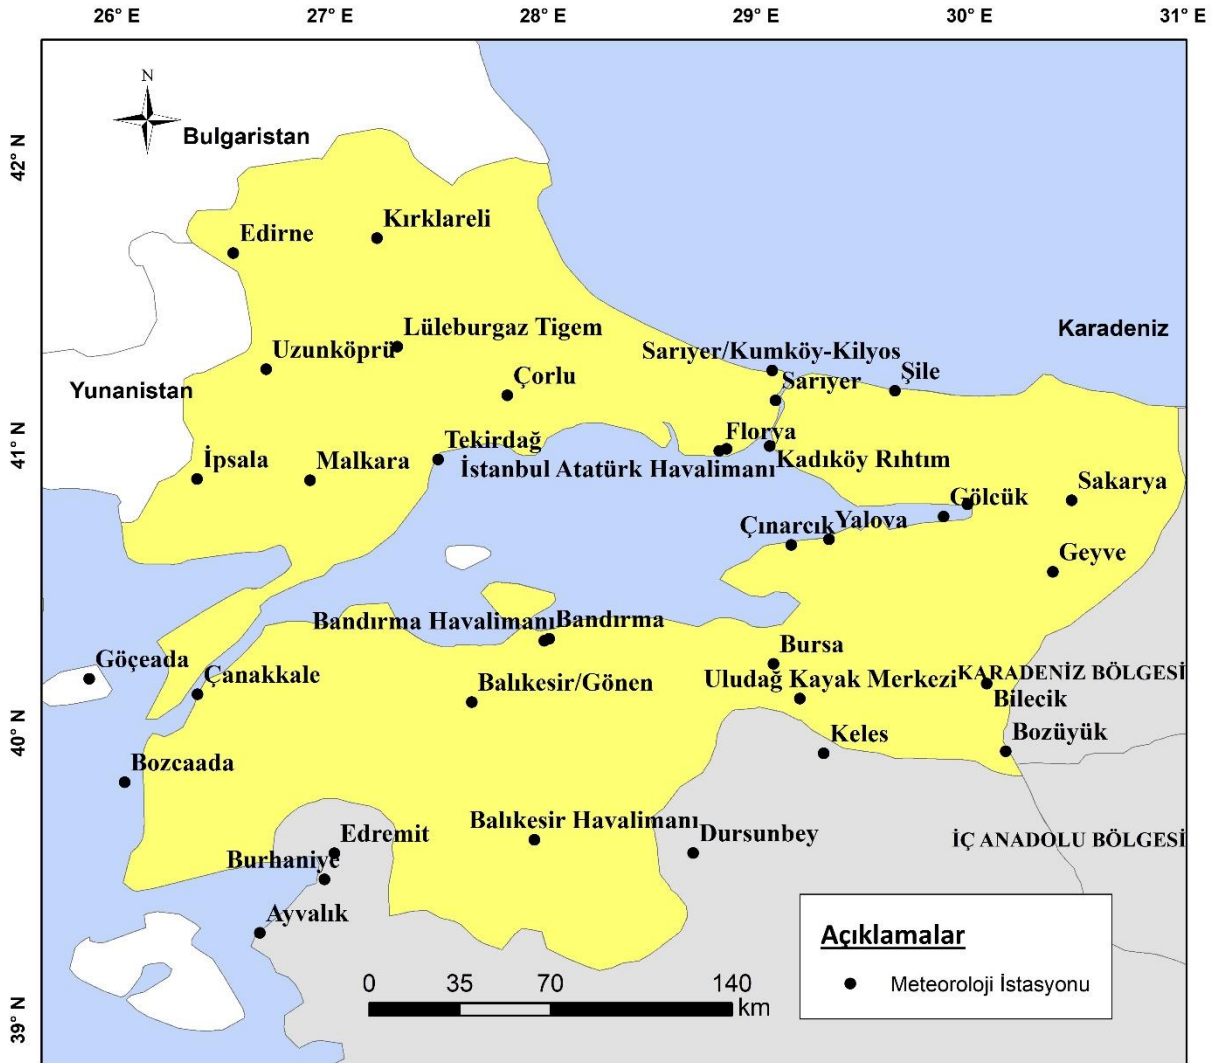 26° E 27° E 28° E 29° E 30° E 31° E
N
42° N
Bulgaristan
Kırklareli
Edirne
Lüleburgaz Tigem
Karadeniz
Uzunköprü
Sarıyer/Kumköy-Kilyos
Yunanistan
Çorlu
Sarıyer
Şile
41° N
Tekirdağ
Florya
İpsala
Malkara
İstanbul Atatürk Havalimanı
Kadıköy Rıhtım
Sakarya
Gölcük
Çınarcık
Yalova
Geyve
Bandırma Havalimanı
Bandırma
Göçeada
Bursa
Çanakkale
Balıkesir/Gönen
Uludağ Kayak Merkezi
KARADENİZ BÖLGESİ
Bilecik
40° N
Keles
Bozüyük
Bozcaada
Edremit
Balıkesir Havalimanı
Dursunbey
İÇ ANADOLU BÖLGESİ
Burhaniye
Ayvalık
Açıklamalar
Meteoroloji İstasyonu
0 35 70 140
km
39° N